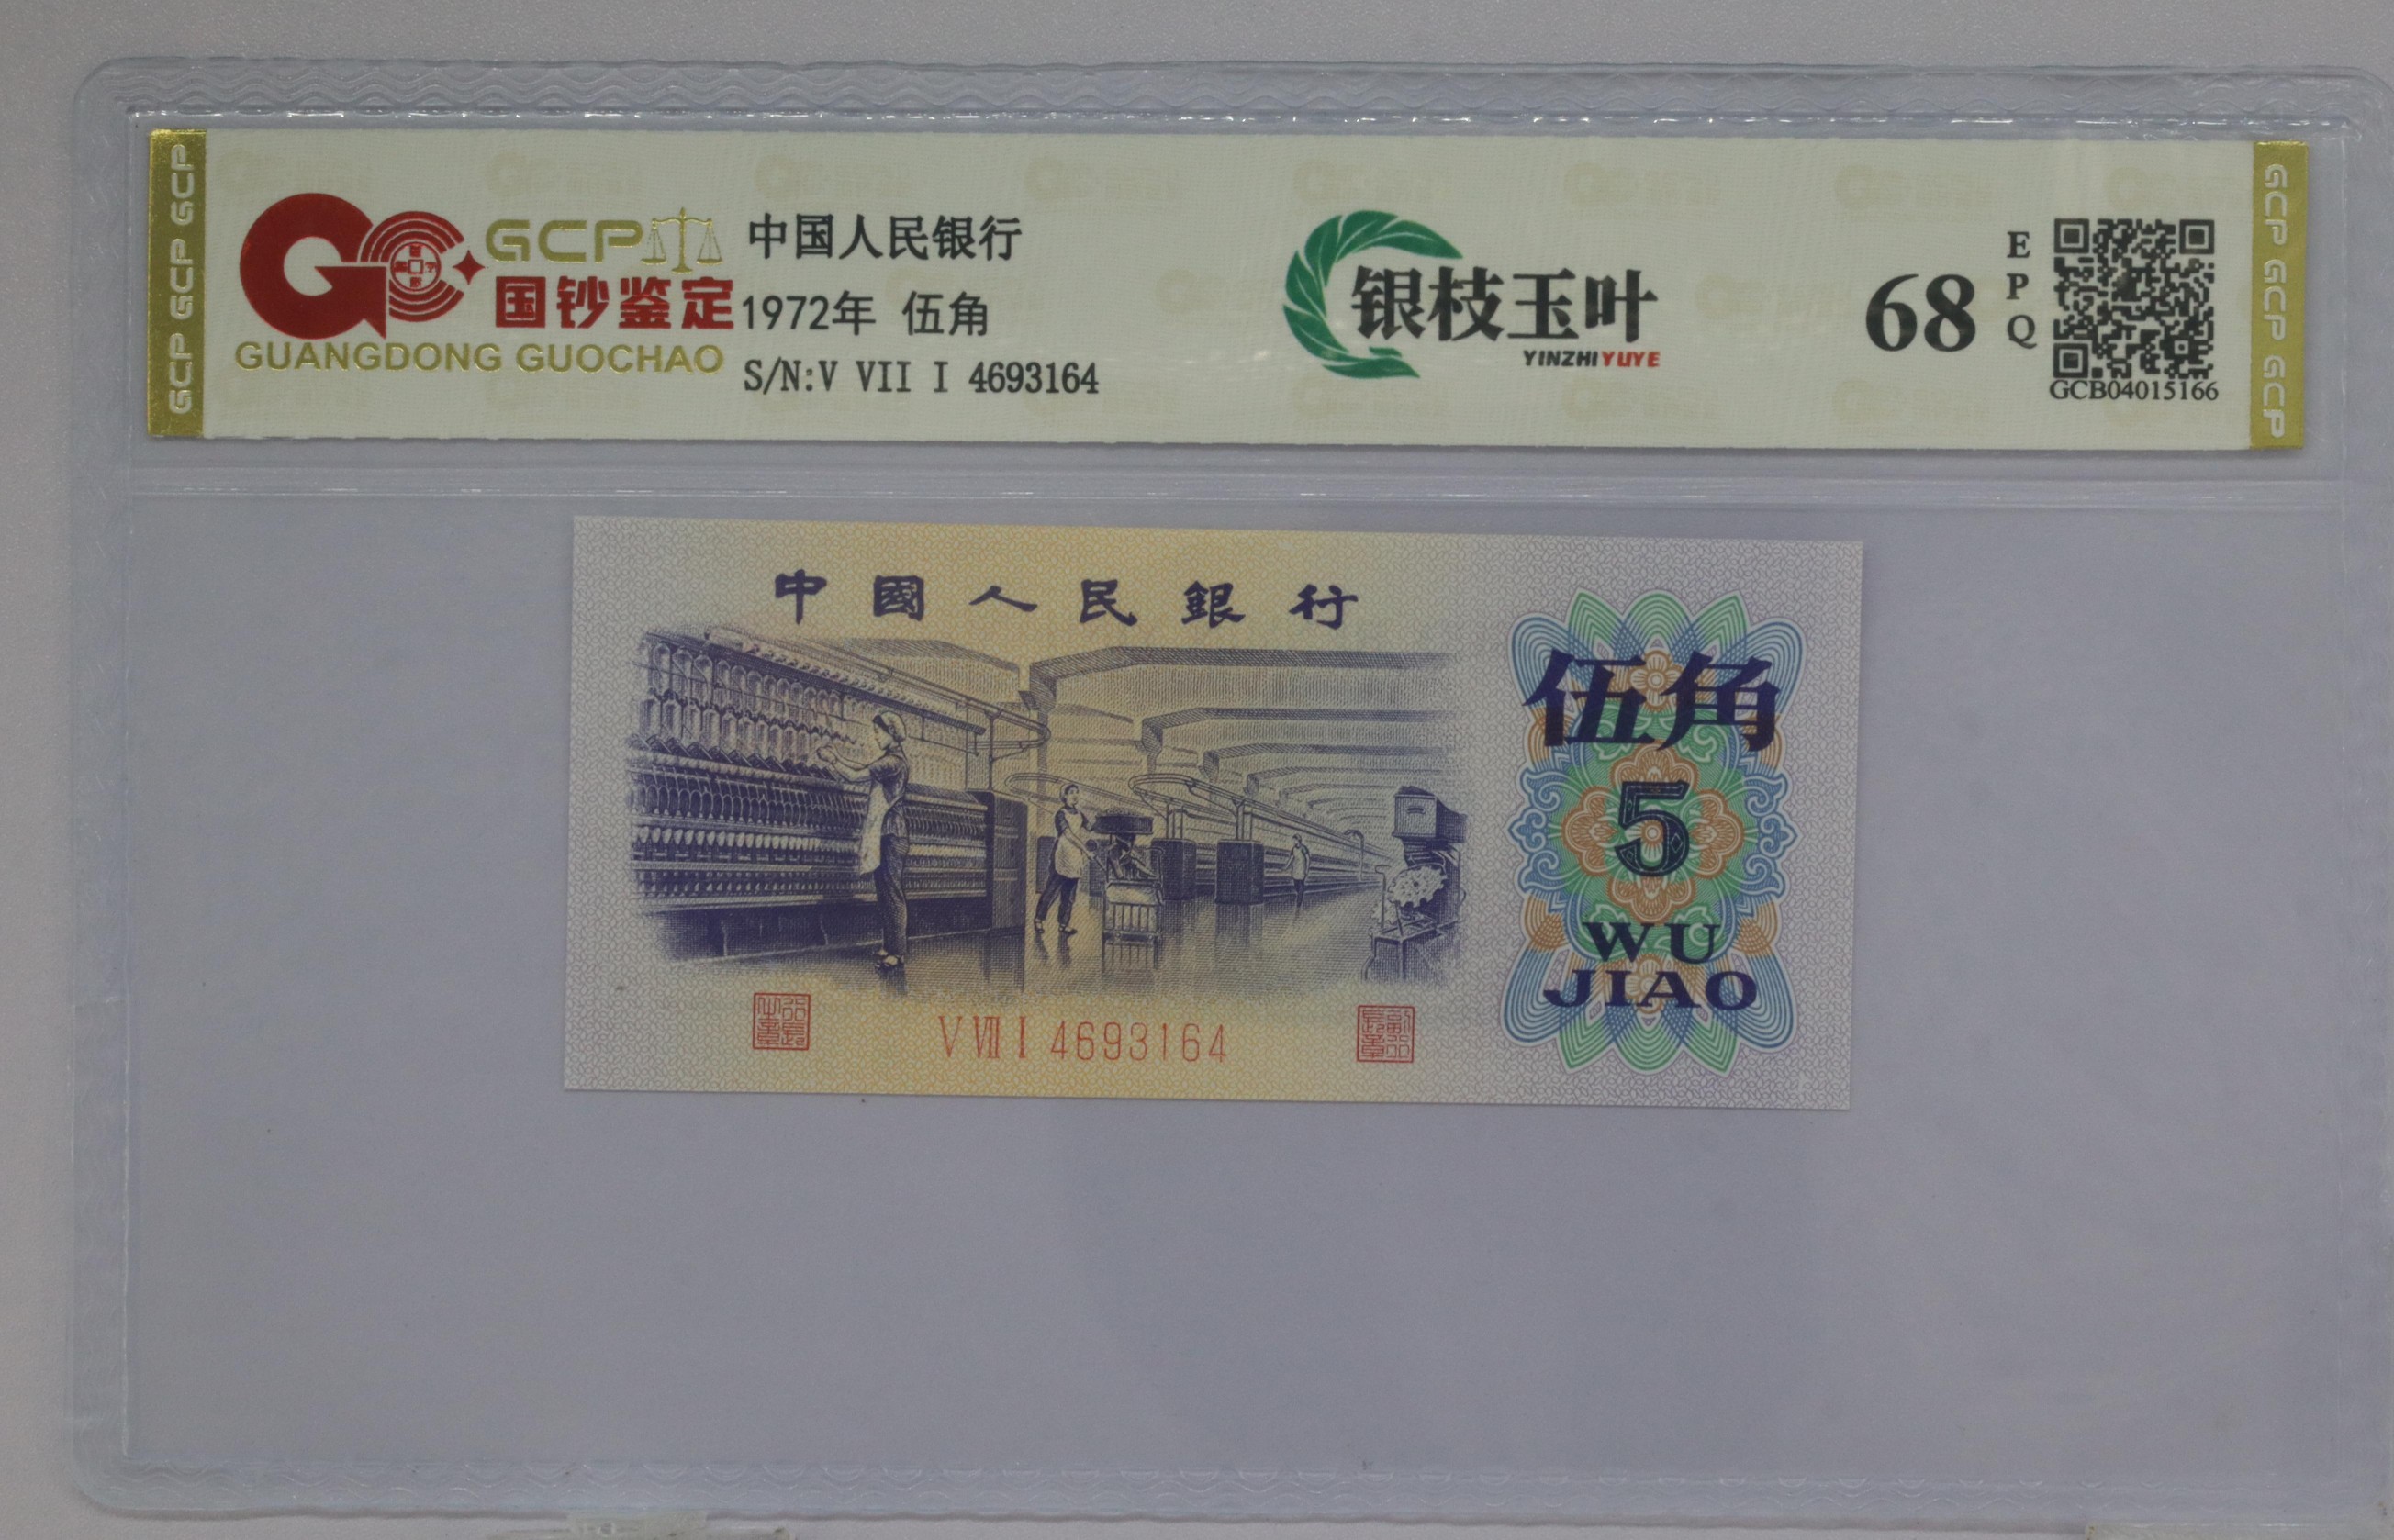 GCP GCP GCP
GCP
国钞鉴定
GUANGDONG GUOCHAO
中国人民银行
1972年 伍角
S/N:V VII I 4693164
银枝玉叶
YINZHIYUYE
68
EPQ
GCB04015166
GCP GCP GCP
中國人民銀行
伍角
5
WU
JIAO
V VII I 4693164